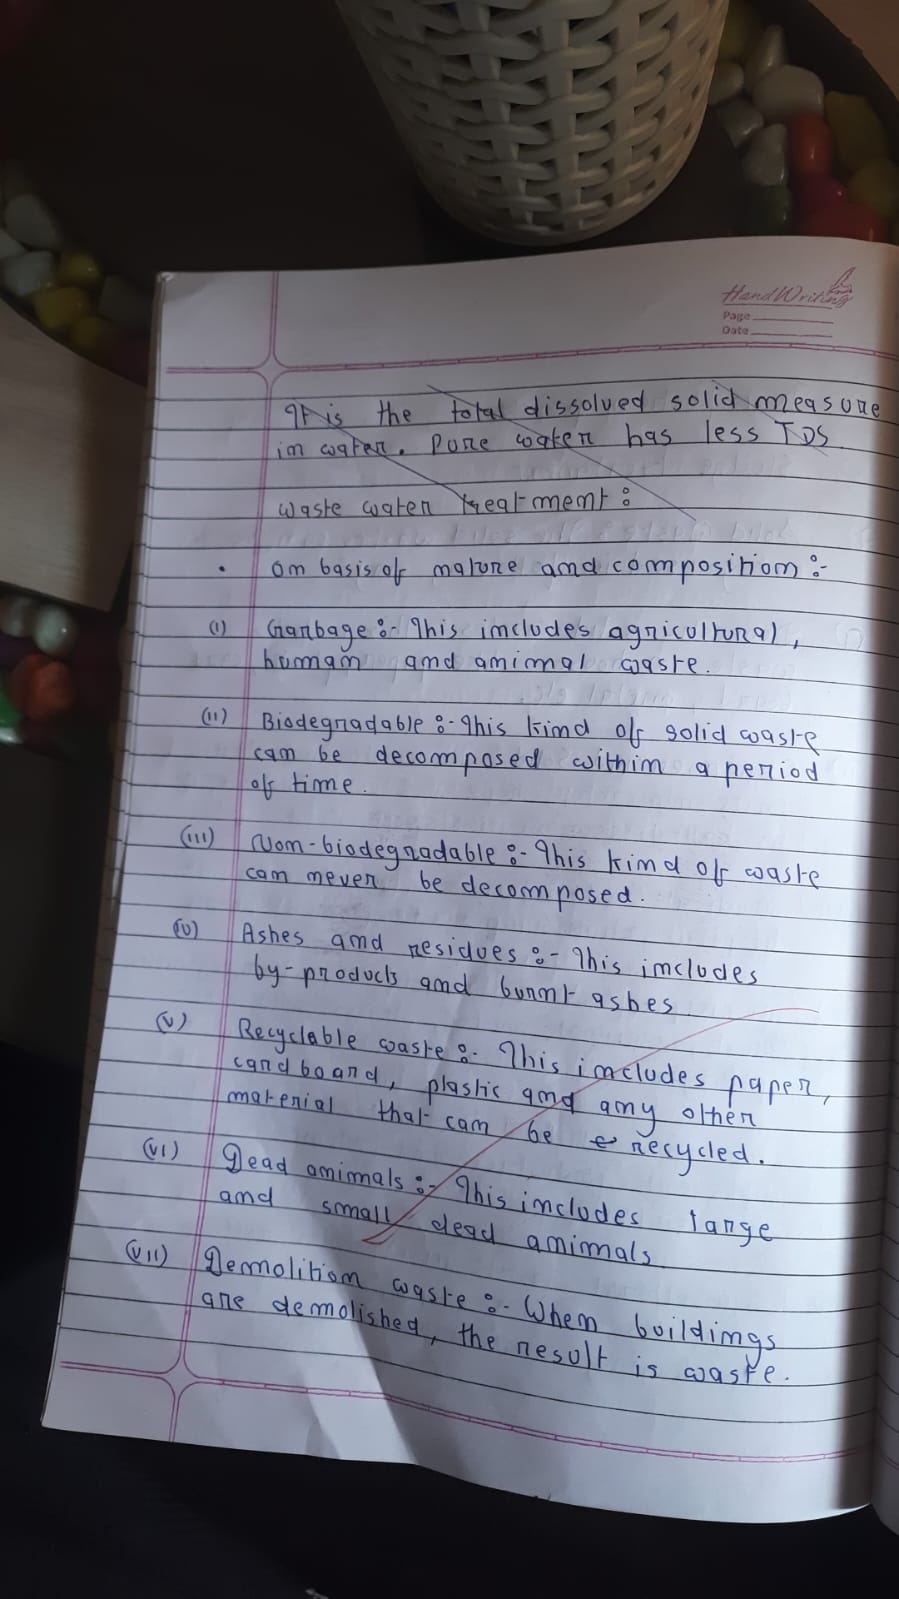 HandWriting
Page
Date
It is the total dissolved solid measure
in water. Pure water has less TDS
waste water treatment :
• On basis of nature and composition :-
(i) Garbage :- This includes agricultural,
human and animal waste.
(ii) Biodegradable :- This kind of solid waste
can be decomposed within a period
of time.
(iii) Non-biodegradable :- This kind of waste
can never be decomposed.
(iv) Ashes and residues :- This includes
by-products and burnt ashes
(v) Recyclable waste :- This includes paper,
cardboard, plastic and any other
material that can be recycled.
(vi) Dead animals :- This includes large
and small dead animals
(vii) Demolition waste :- When buildings
are demolished, the result is waste.